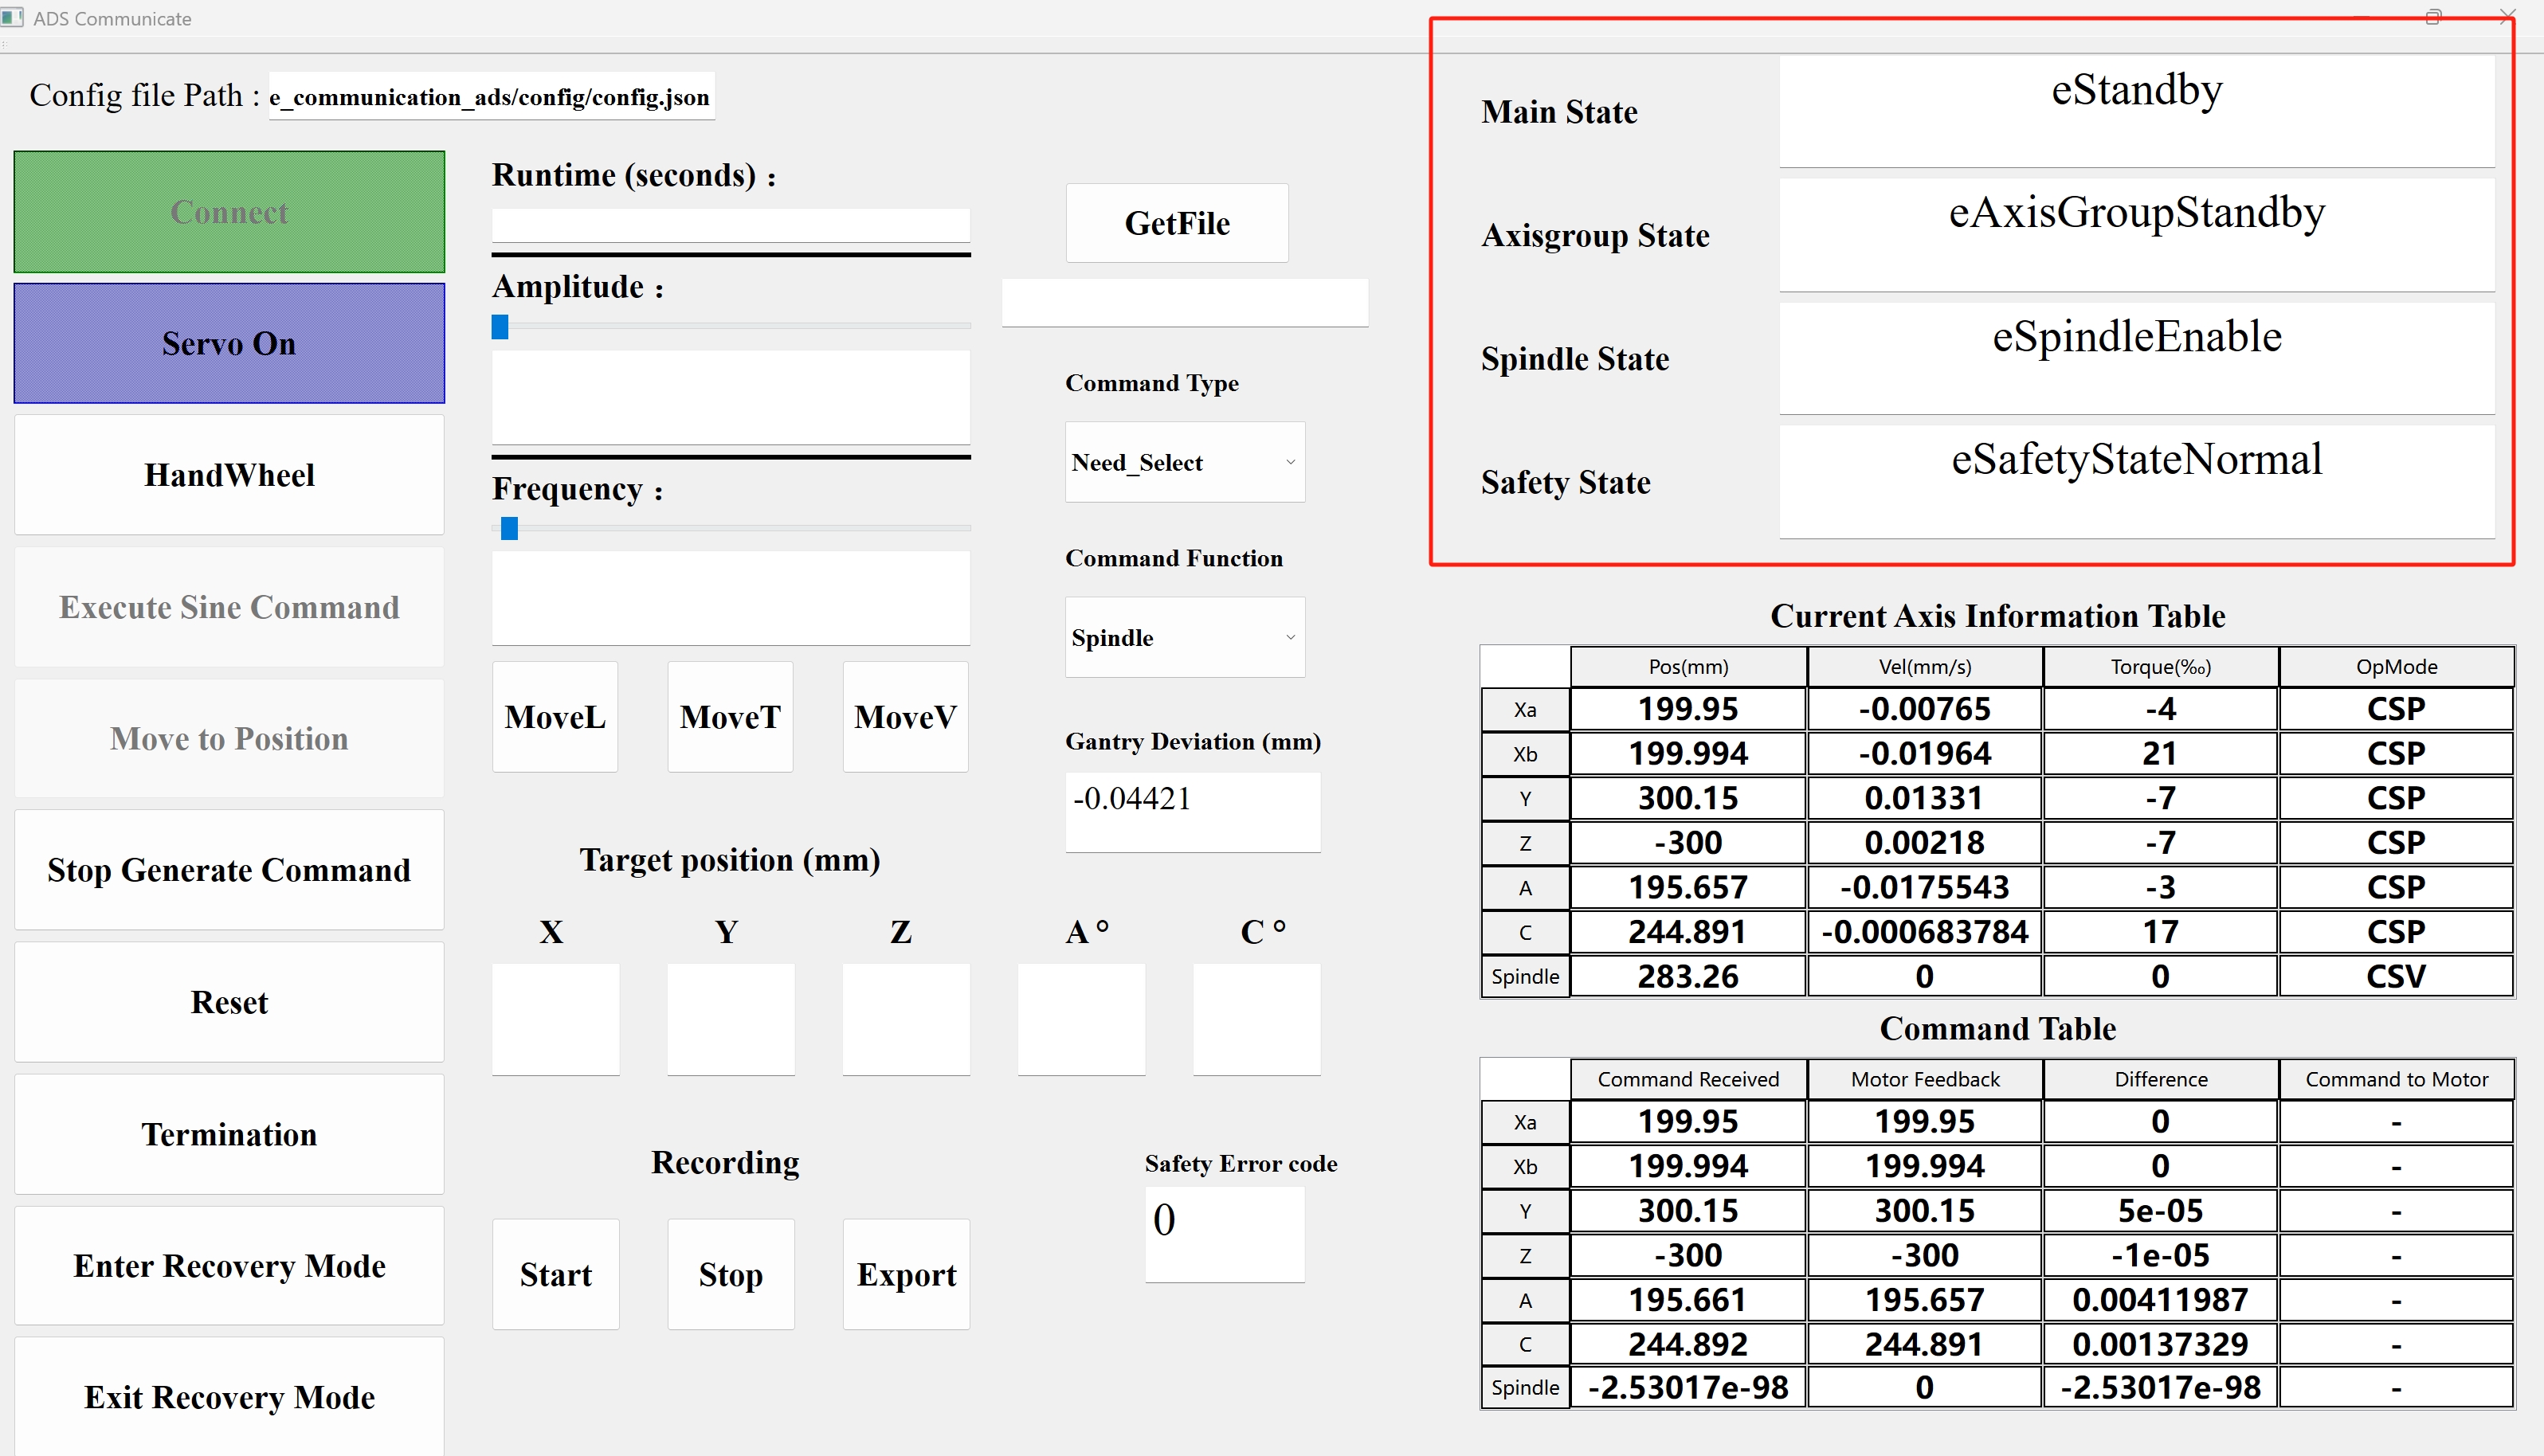 ADS Communicate
Config file Path : e_communication_ads/config/config.json
Connect
Servo On
HandWheel
Execute Sine Command
Move to Position
Stop Generate Command
Reset
Termination
Enter Recovery Mode
Exit Recovery Mode
Runtime (seconds) :
Amplitude :
Frequency :
MoveL MoveT MoveV
Target position (mm)
X Y Z A° C°
Recording
Start Stop Export
GetFile
Command Type
Need_Select
Command Function
Spindle
Gantry Deviation (mm)
-0.04421
Safety Error code
0
Main State eStandby
Axisgroup State eAxisGroupStandby
Spindle State eSpindleEnable
Safety State eSafetyStateNormal
Current Axis Information Table
Pos(mm) Vel(mm/s) Torque(‰) OpMode
Xa 199.95 -0.00765 -4 CSP
Xb 199.994 -0.01964 21 CSP
Y 300.15 0.01331 -7 CSP
Z -300 0.00218 -7 CSP
A 195.657 -0.0175543 -3 CSP
C 244.891 -0.000683784 17 CSP
Spindle 283.26 0 0 CSV
Command Table
Command Received Motor Feedback Difference Command to Motor
Xa 199.95 199.95 0 -
Xb 199.994 199.994 0 -
Y 300.15 300.15 5e-05 -
Z -300 -300 -1e-05 -
A 195.661 195.657 0.00411987 -
C 244.892 244.891 0.00137329 -
Spindle -2.53017e-98 0 -2.53017e-98 -